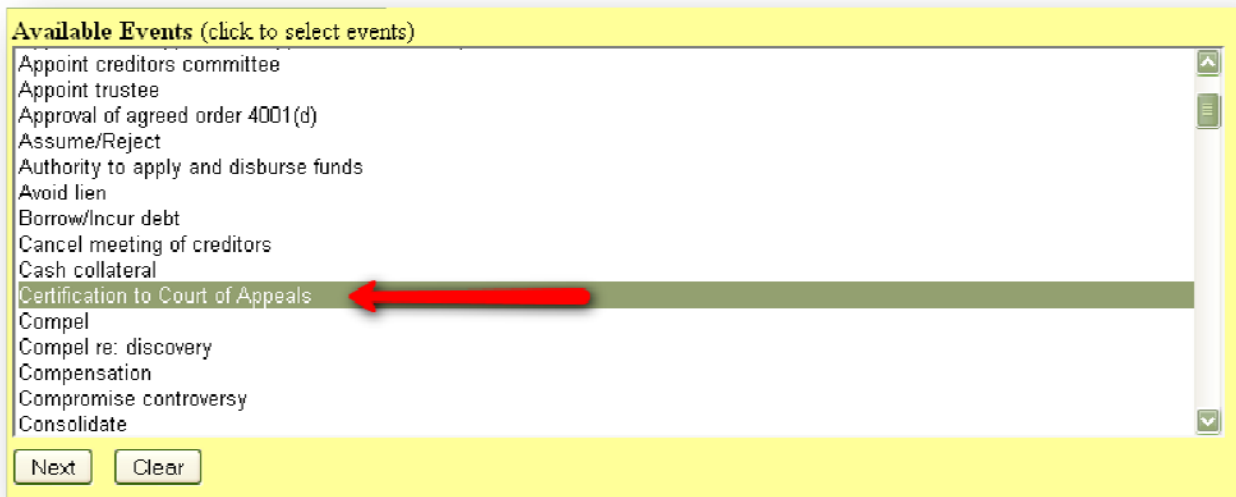 Available Events (click to select events)
Appoint creditors committee
Appoint trustee
Approval of agreed order 4001(d)
Assume/Reject
Authority to apply and disburse funds
Avoid lien
Borrow/Incur debt
Cancel meeting of creditors
Cash collateral
Certification to Court of Appeals
Compel
Compel re: discovery
Compensation
Compromise controversy
Consolidate
Next Clear